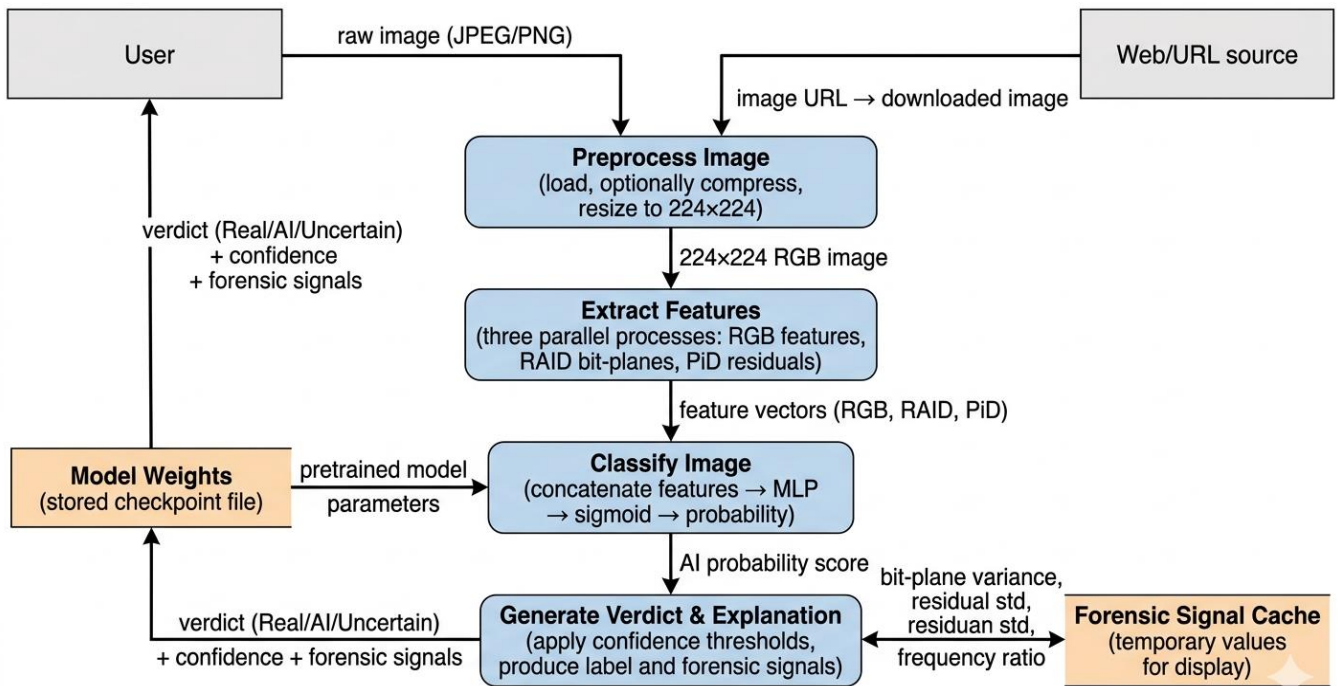 User
raw image (JPEG/PNG)
Web/URL source
image URL → downloaded image
Preprocess Image
(load, optionally compress,
resize to 224×224)
224×224 RGB image
verdict (Real/AI/Uncertain)
+ confidence
+ forensic signals
Extract Features
(three parallel processes: RGB features,
RAID bit-planes, PiD residuals)
feature vectors (RGB, RAID, PiD)
Model Weights
(stored checkpoint file)
pretrained model
parameters
Classify Image
(concatenate features → MLP
→ sigmoid → probability)
AI probability score
verdict (Real/AI/Uncertain)
+ confidence + forensic signals
Generate Verdict & Explanation
(apply confidence thresholds,
produce label and forensic signals)
bit-plane variance,
residual std,
residuan std,
frequency ratio
Forensic Signal Cache
(temporary values
for display)